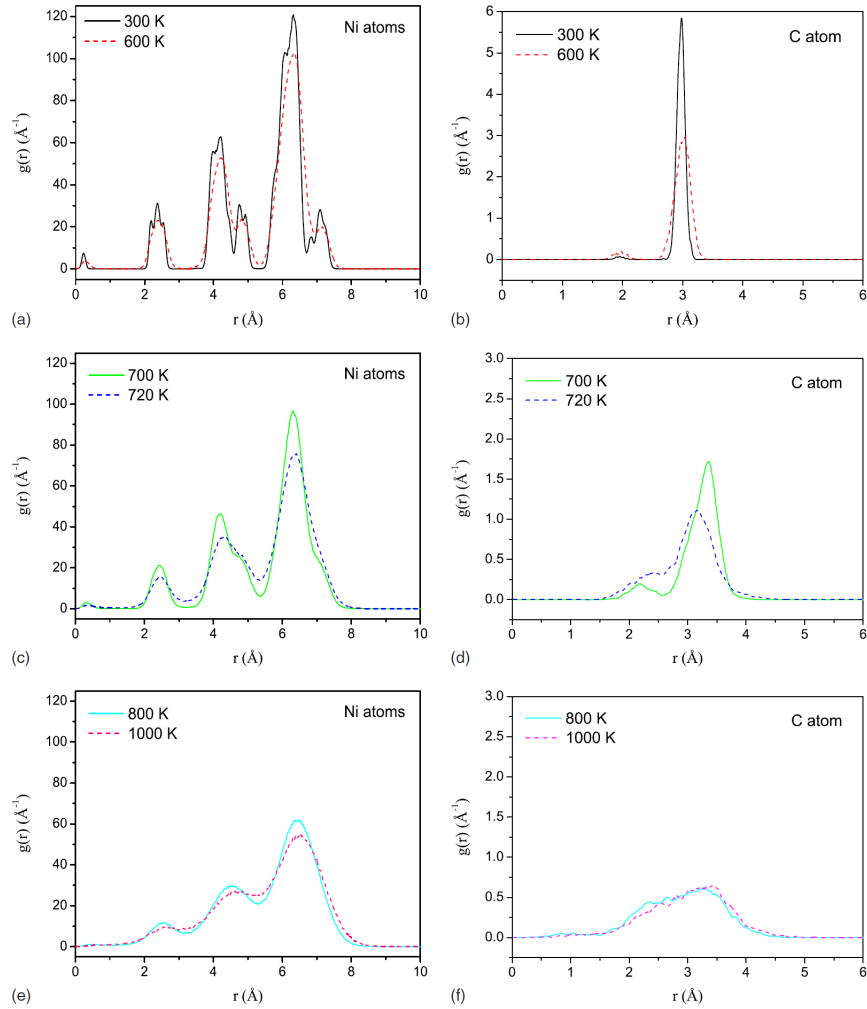 300 K
600 K
Ni atoms
g(r) (Å⁻¹)
120
100
80
60
40
20
0
0 2 4 6 8 10
r (Å)
(a)
300 K
600 K
C atom
g(r) (Å⁻¹)
6
5
4
3
2
1
0
0 1 2 3 4 5 6
r (Å)
(b)
700 K
720 K
Ni atoms
g(r) (Å⁻¹)
120
100
80
60
40
20
0
0 2 4 6 8 10
r (Å)
(c)
700 K
720 K
C atom
g(r) (Å⁻¹)
3.0
2.5
2.0
1.5
1.0
0.5
0.0
0 1 2 3 4 5 6
r (Å)
(d)
800 K
1000 K
Ni atoms
g(r) (Å⁻¹)
120
100
80
60
40
20
0
0 2 4 6 8 10
r (Å)
(e)
800 K
1000 K
C atom
g(r) (Å⁻¹)
3.0
2.5
2.0
1.5
1.0
0.5
0.0
0 1 2 3 4 5 6
r (Å)
(f)